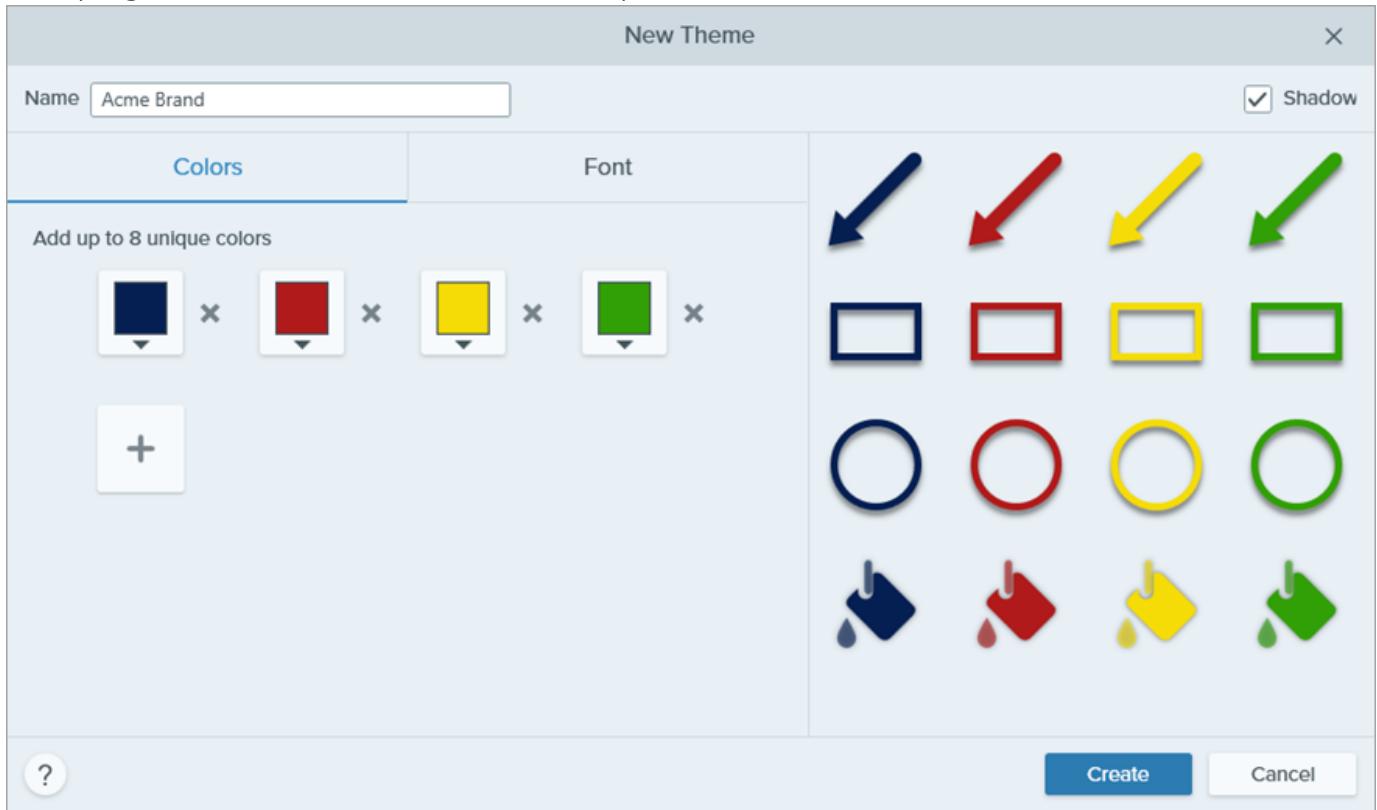 New Theme
Name Acme Brand Shadow
Colors Font
Add up to 8 unique colors
? Create Cancel